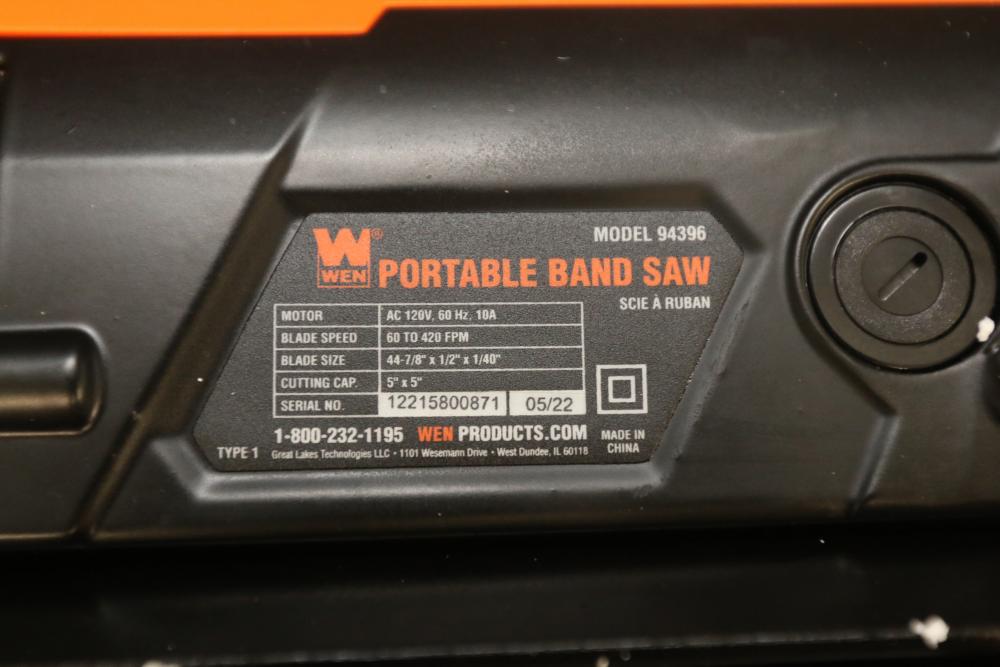 W®
WEN
MODEL 94396
PORTABLE BAND SAW
SCIE À RUBAN
MOTOR AC 120V, 60 Hz, 10A
BLADE SPEED 60 TO 420 FPM
BLADE SIZE 44-7/8" x 1/2" x 1/40"
CUTTING CAP. 5" x 5"
SERIAL NO. 12215800871 05/22
1-800-232-1195 WEN PRODUCTS.COM
MADE IN
CHINA
TYPE 1 Great Lakes Technologies LLC • 1101 Wesemann Drive • West Dundee, IL 60118